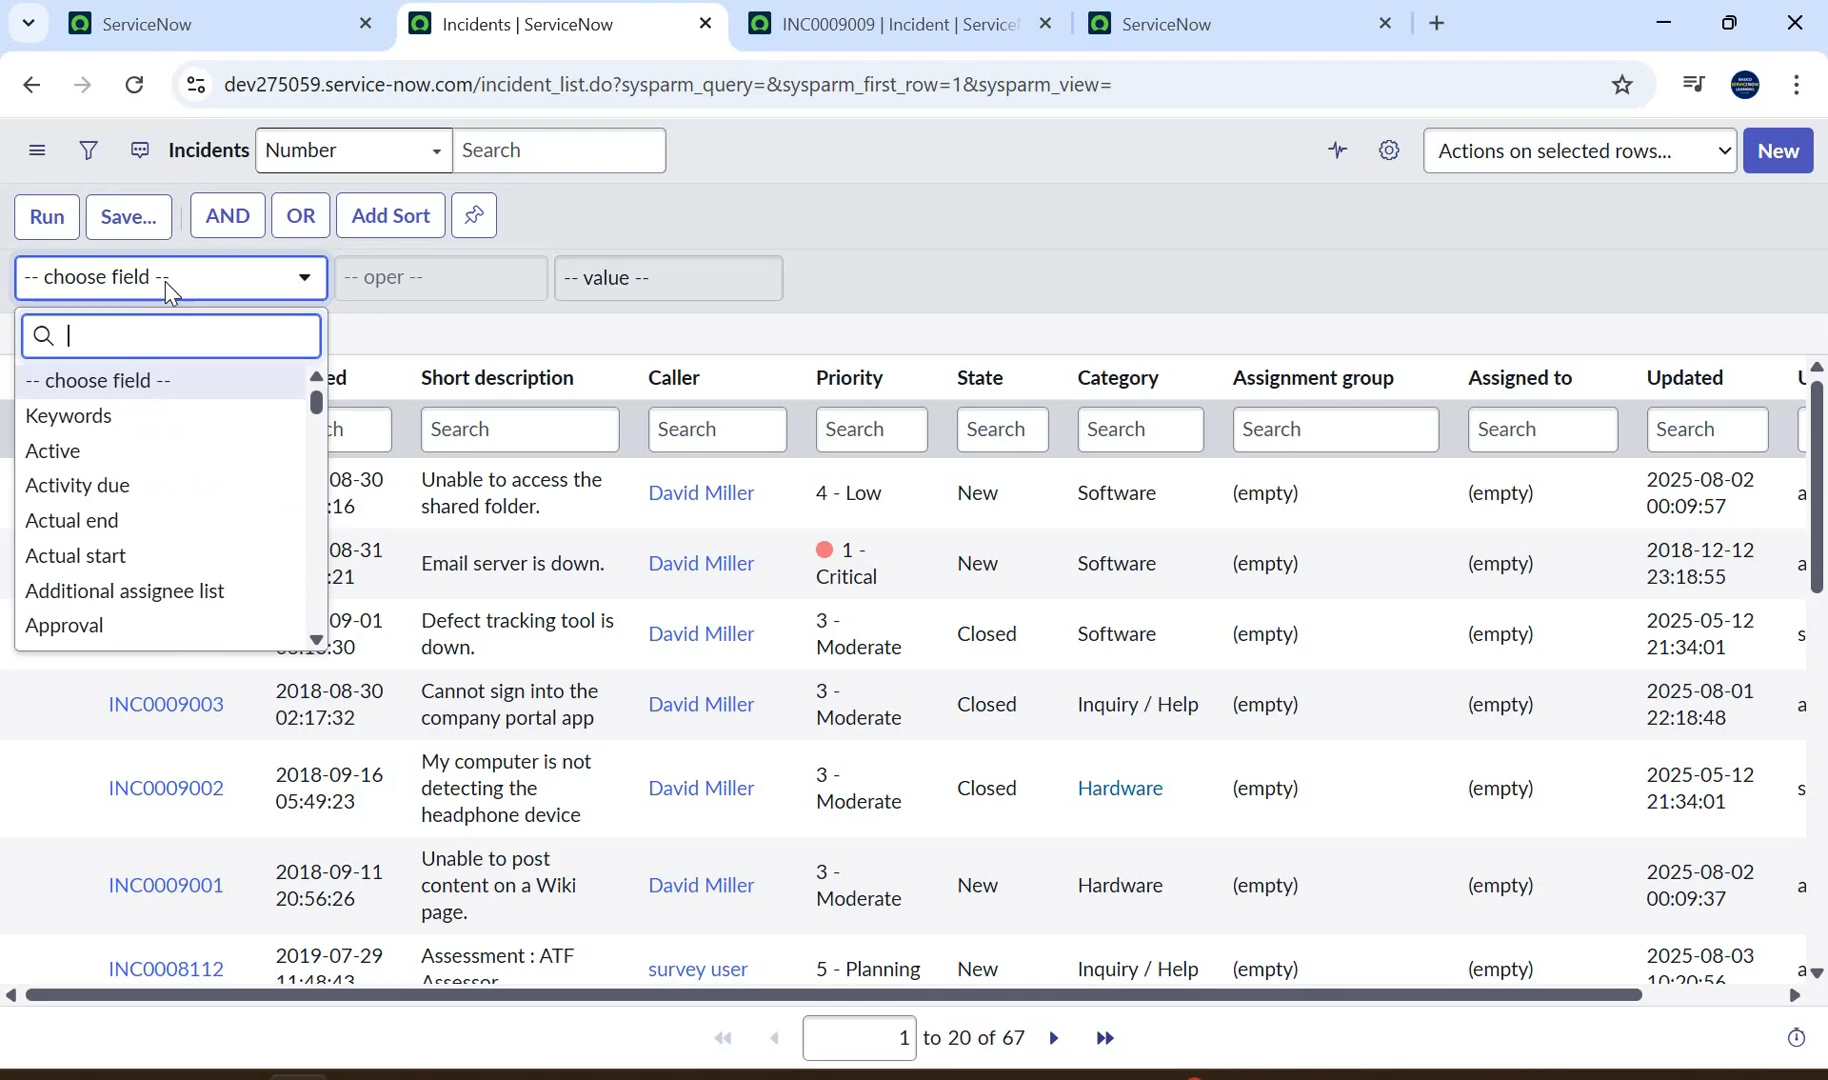 ServiceNow
Incidents | ServiceNow
INC0009009 | Incident | Service
ServiceNow
dev275059.service-now.com/incident_list.do?sysparm_query=&sysparm_first_row=1&sysparm_view=
Incidents
Number
Search
Actions on selected rows...
New
Run
Save...
AND
OR
Add Sort
-- choose field --
-- oper --
-- value --
-- choose field --
Keywords
Active
Activity due
Actual end
Actual start
Additional assignee list
Approval
ed
Short description
Caller
Priority
State
Category
Assignment group
Assigned to
Updated
ch
Search
Search
Search
Search
Search
Search
Search
Search
08-30
:16
Unable to access the
shared folder.
David Miller
4 - Low
New
Software
(empty)
(empty)
2025-08-02
00:09:57
a
08-31
:21
Email server is down.
David Miller
1 -
Critical
New
Software
(empty)
(empty)
2018-12-12
23:18:55
a
09-01
:30
Defect tracking tool is
down.
David Miller
3 -
Moderate
Closed
Software
(empty)
(empty)
2025-05-12
21:34:01
s
INC0009003
2018-08-30
02:17:32
Cannot sign into the
company portal app
David Miller
3 -
Moderate
Closed
Inquiry / Help
(empty)
(empty)
2025-08-01
22:18:48
a
INC0009002
2018-09-16
05:49:23
My computer is not
detecting the
headphone device
David Miller
3 -
Moderate
Closed
Hardware
(empty)
(empty)
2025-05-12
21:34:01
s
INC0009001
2018-09-11
20:56:26
Unable to post
content on a Wiki
page.
David Miller
3 -
Moderate
New
Hardware
(empty)
(empty)
2025-08-02
00:09:37
a
INC0008112
2019-07-29
11:48:43
Assessment : ATF
Assessor
survey user
5 - Planning
New
Inquiry / Help
(empty)
(empty)
2025-08-03
10:20:56
a
1 to 20 of 67